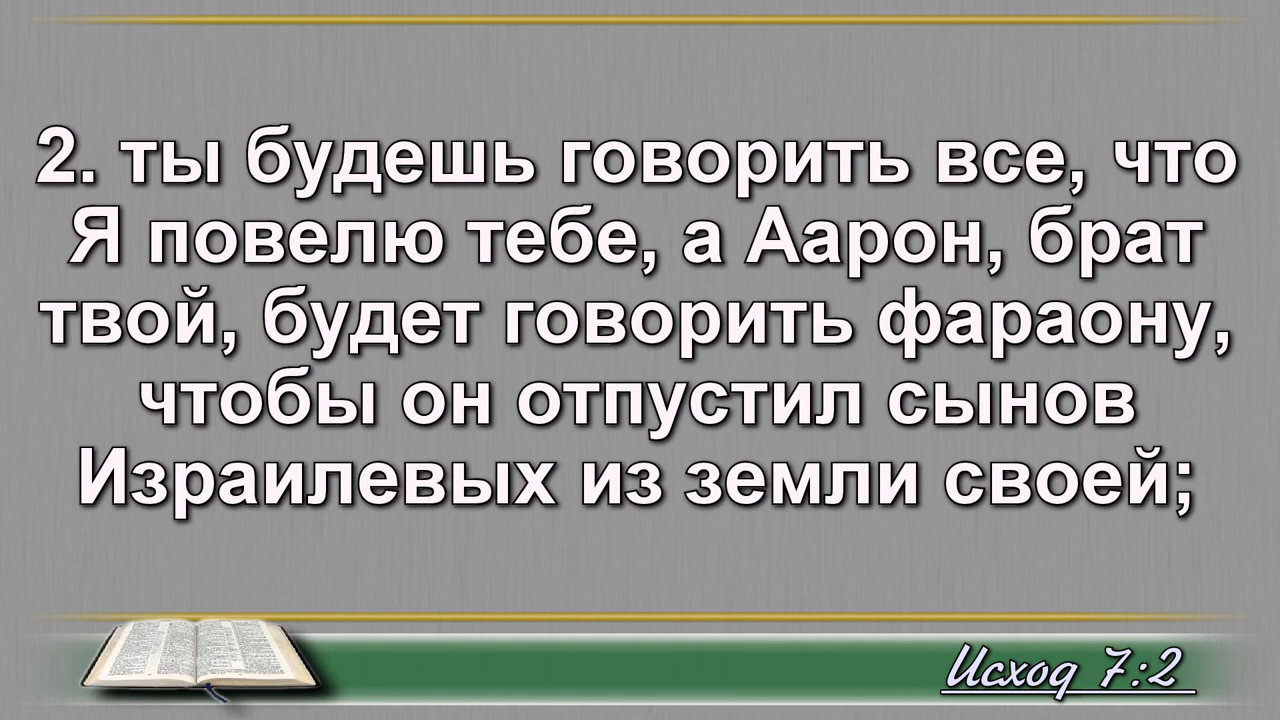 2. ты будешь говорить все, что
Я повелю тебе, а Аарон, брат
твой, будет говорить фараону,
чтобы он отпустил сынов
Израилевых из земли своей;
Исход 7:2